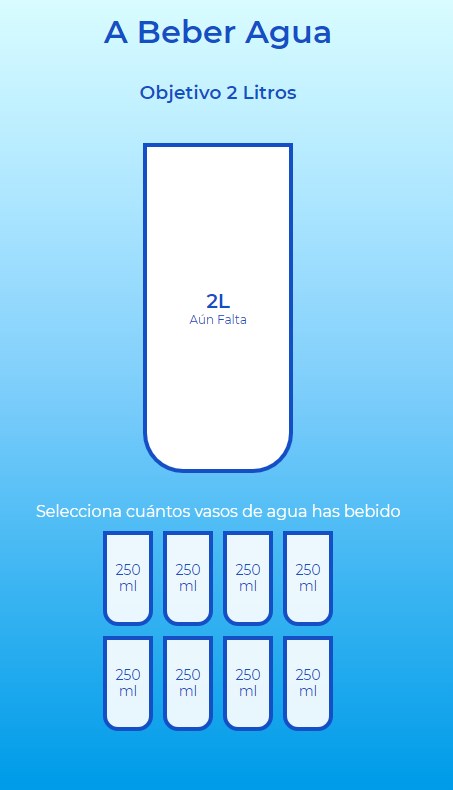 A Beber Agua
Objetivo 2 Litros
2L
Aún Falta
Selecciona cuántos vasos de agua has bebido
250 250 250 250
ml ml ml ml
250 250 250 250
ml ml ml ml